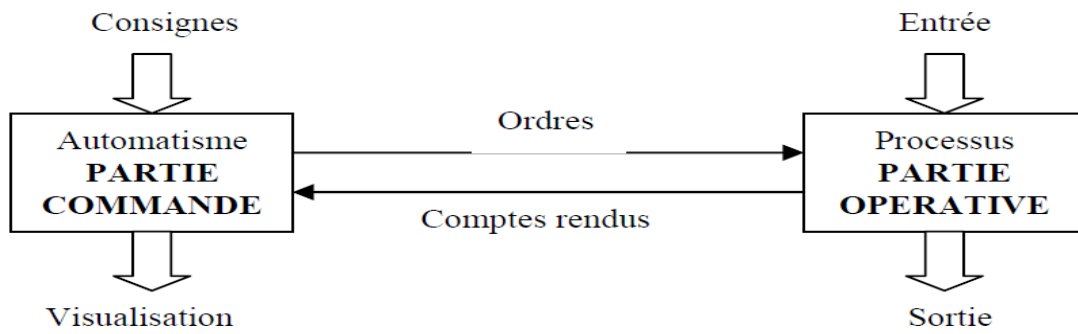 Consignes
Entrée
Automatisme
PARTIE
COMMANDE
Ordres
Comptes rendus
Processus
PARTIE
OPERATIVE
Visualisation
Sortie